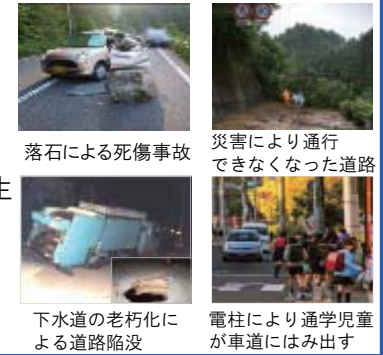 落石による死傷事故
災害により通行
できなくなった道路
生
下水道の老朽化に
よる道路陥没
電柱により通学児童
が車道にはみ出す